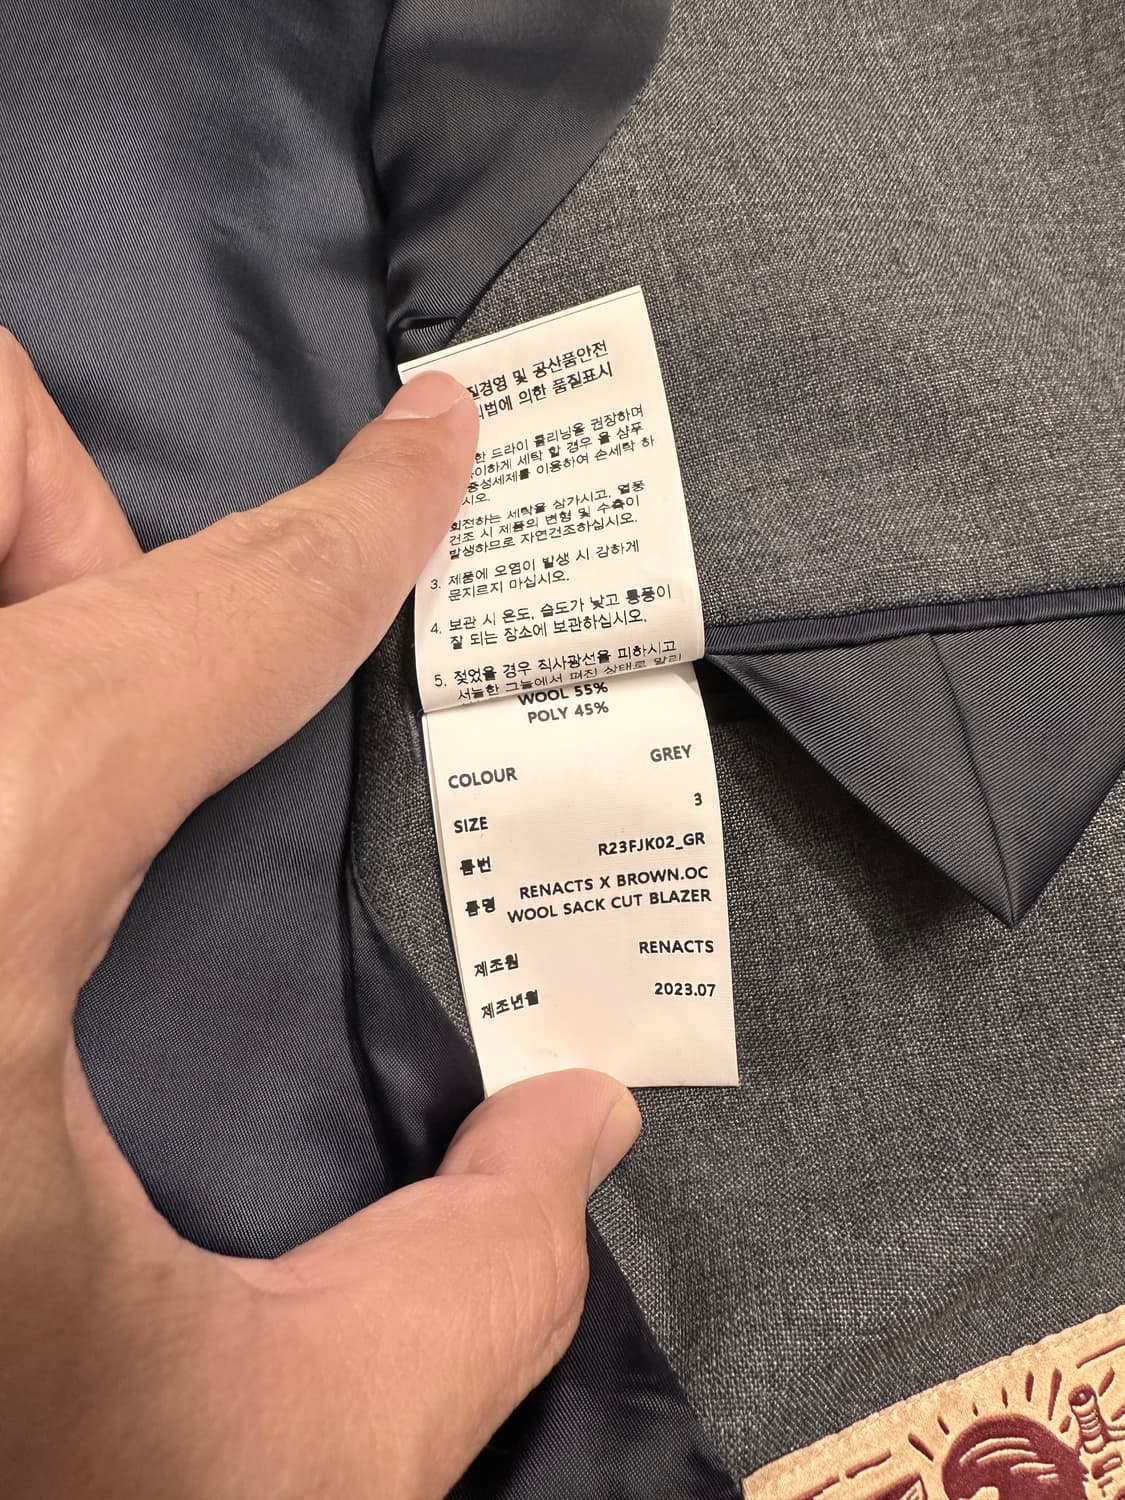 질경영 및 공산품안전
리법에 의한 품질표시
한 드라이 클리닝을 권장하며
하게 세탁 할 경우 울 샴푸
중성세제를 이용하여 손세탁 하
시오.
회전하는 세탁을 삼가시고, 열풍
건조 시 제품의 변형 및 수축이
발생하므로 자연건조하십시오.
3. 제품에 오염이 발생 시 강하게
문지르지 마십시오.
4. 보관 시 온도, 습도가 낮고 통풍이
잘 되는 장소에 보관하십시오.
5. 젖었을 경우 직사광선을 피하시고
서늘한 그늘에서 펴진 상태로 말리
WOOL 55%
POLY 45%
COLOUR GREY
SIZE 3
품번 R23FJK02_GR
품명 RENACTS X BROWN.OC
WOOL SACK CUT BLAZER
제조원 RENACTS
제조년월 2023.07